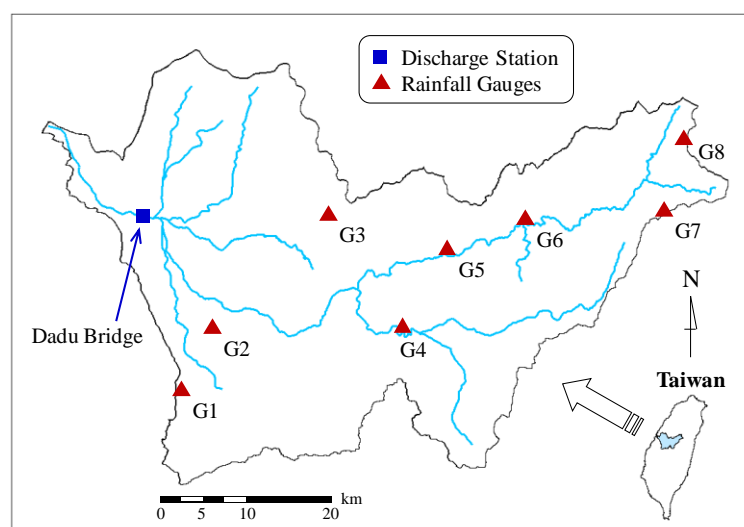 Discharge Station
Rainfall Gauges
G8
G3
G7
G6
G5
N
Dadu Bridge
G2
G4
Taiwan
G1
km
0 5 10 20